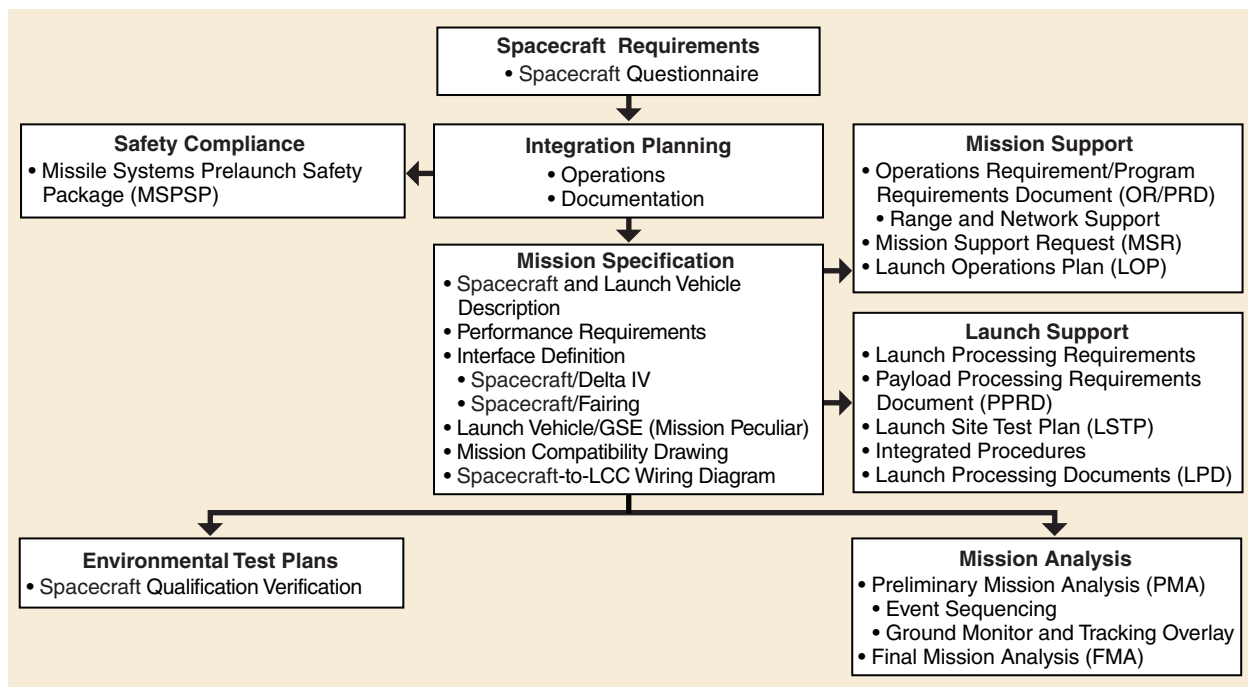 Spacecraft Requirements
• Spacecraft Questionnaire
Safety Compliance
• Missile Systems Prelaunch Safety
Package (MSPSP)
Integration Planning
• Operations
• Documentation
Mission Support
• Operations Requirement/Program
Requirements Document (OR/PRD)
• Range and Network Support
• Mission Support Request (MSR)
• Launch Operations Plan (LOP)
Mission Specification
• Spacecraft and Launch Vehicle
Description
• Performance Requirements
• Interface Definition
• Spacecraft/Delta IV
• Spacecraft/Fairing
• Launch Vehicle/GSE (Mission Peculiar)
• Mission Compatibility Drawing
• Spacecraft-to-LCC Wiring Diagram
Launch Support
• Launch Processing Requirements
• Payload Processing Requirements
Document (PPRD)
• Launch Site Test Plan (LSTP)
• Integrated Procedures
• Launch Processing Documents (LPD)
Environmental Test Plans
• Spacecraft Qualification Verification
Mission Analysis
• Preliminary Mission Analysis (PMA)
• Event Sequencing
• Ground Monitor and Tracking Overlay
• Final Mission Analysis (FMA)